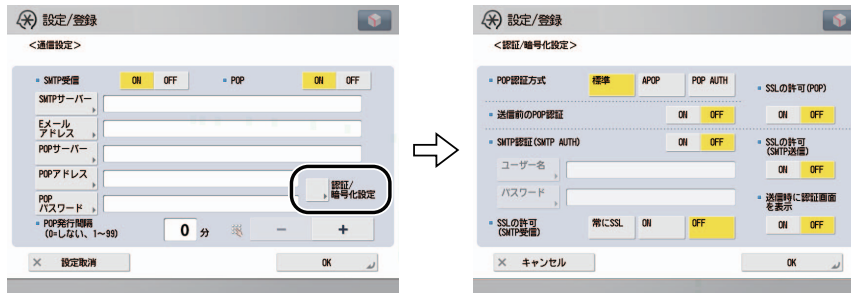 設定/登録
<通信設定>
SMTP受信 ON OFF POP ON OFF
SMTPサーバー
Eメール
アドレス
POPサーバー
POPアドレス
POP
パスワード
認証/
暗号化設定
POP発行間隔
(0=しない、1~99)
0 分 - +
× 設定取消 OK
設定/登録
<認証/暗号化設定>
POP認証方式 標準 APOP POP AUTH
SSLの許可(POP)
送信前のPOP認証 ON OFF ON OFF
SMTP認証(SMTP AUTH) ON OFF
SSLの許可
(SMTP送信)
ユーザー名 ON OFF
パスワード
送信時に認証画面
を表示
SSLの許可
(SMTP受信)
常にSSL ON OFF ON OFF
× キャンセル OK